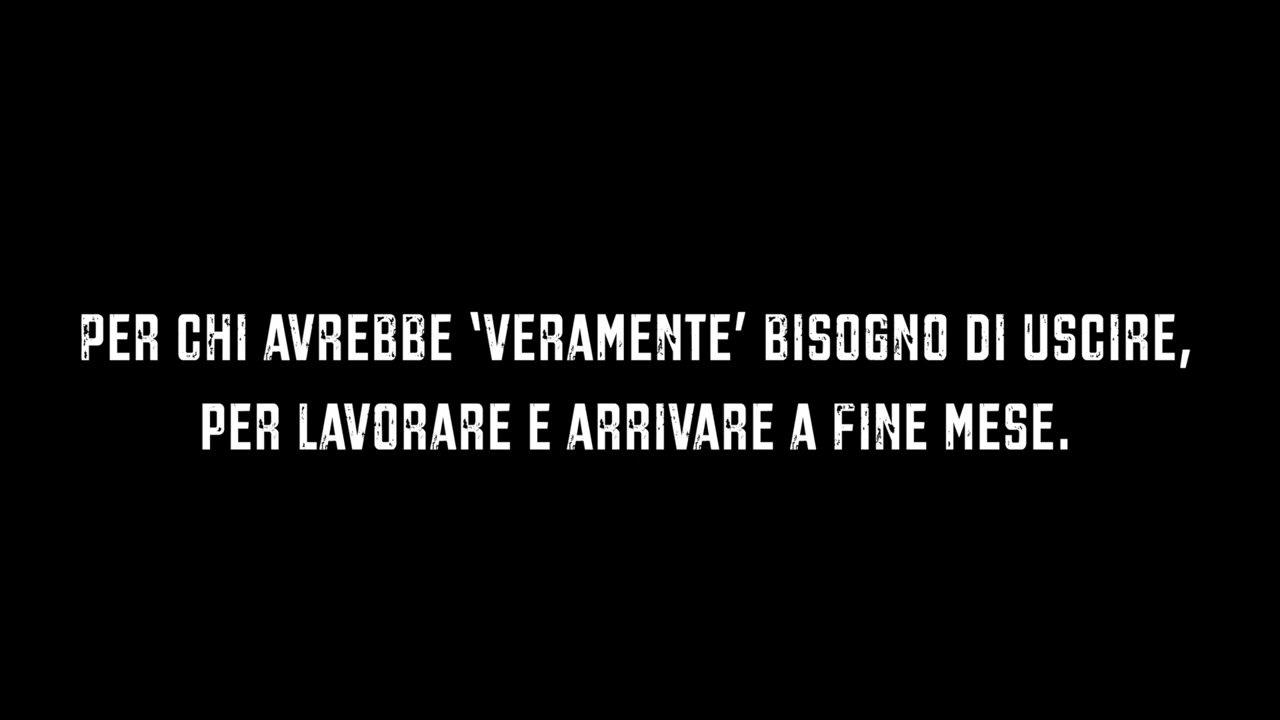 PER CHI AVREBBE ‘VERAMENTE’ BISOGNO DI USCIRE,
PER LAVORARE E ARRIVARE A FINE MESE.